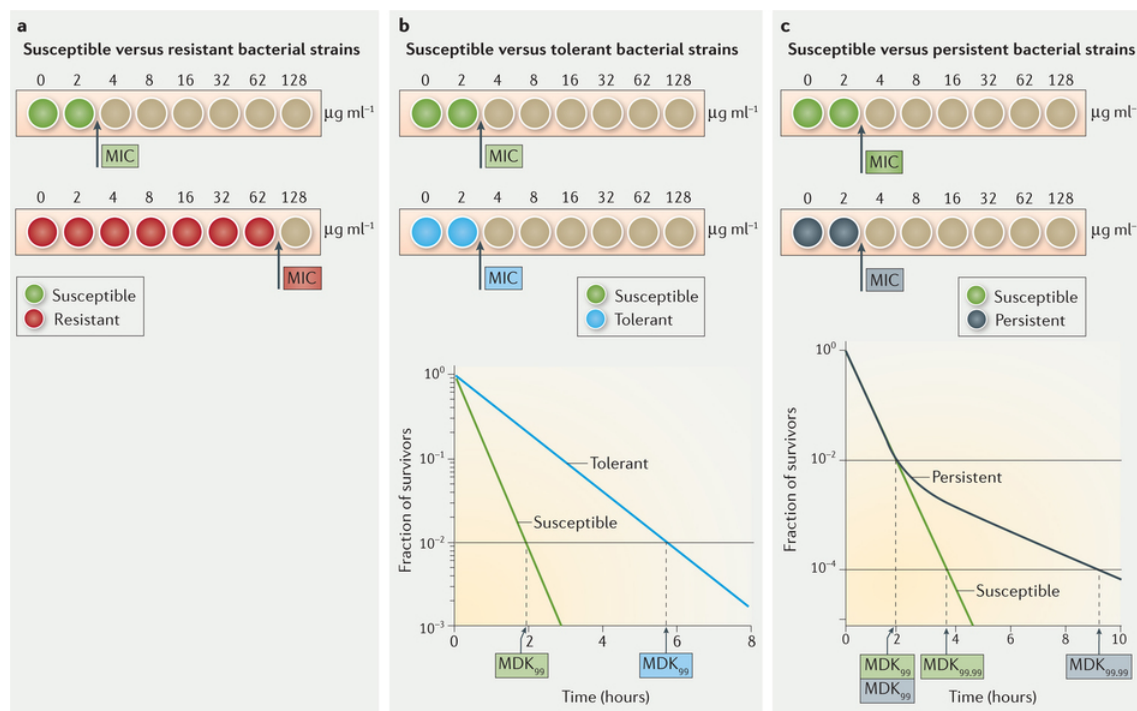 a
Susceptible versus resistant bacterial strains
0 2 4 8 16 32 62 128
µg ml⁻¹
MIC
0 2 4 8 16 32 62 128
µg ml⁻¹
MIC
Susceptible
Resistant
b
Susceptible versus tolerant bacterial strains
0 2 4 8 16 32 62 128
µg ml⁻¹
MIC
0 2 4 8 16 32 62 128
µg ml⁻¹
MIC
Susceptible
Tolerant
10⁰
10⁻¹
10⁻²
10⁻³
Fraction of survivors
Tolerant
Susceptible
0 2 4 6 8
MDK₉₉
MDK₉₉
Time (hours)
c
Susceptible versus persistent bacterial strains
0 2 4 8 16 32 62 128
µg ml⁻
MIC
0 2 4 8 16 32 62 128
µg ml⁻
MIC
Susceptible
Persistent
10⁰
10⁻²
10⁻⁴
Fraction of survivors
Persistent
Susceptible
0 2 4 6 8 10
MDK₉₉ MDK₉₉.₉₉ MDK₉₉.₉₉
MDK₉₉
Time (hours)